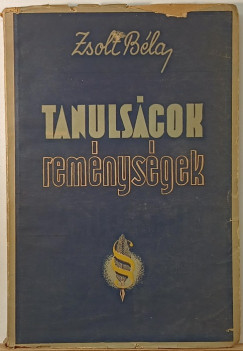 Zsolt Béla
TANULSÁGOK
reménységek